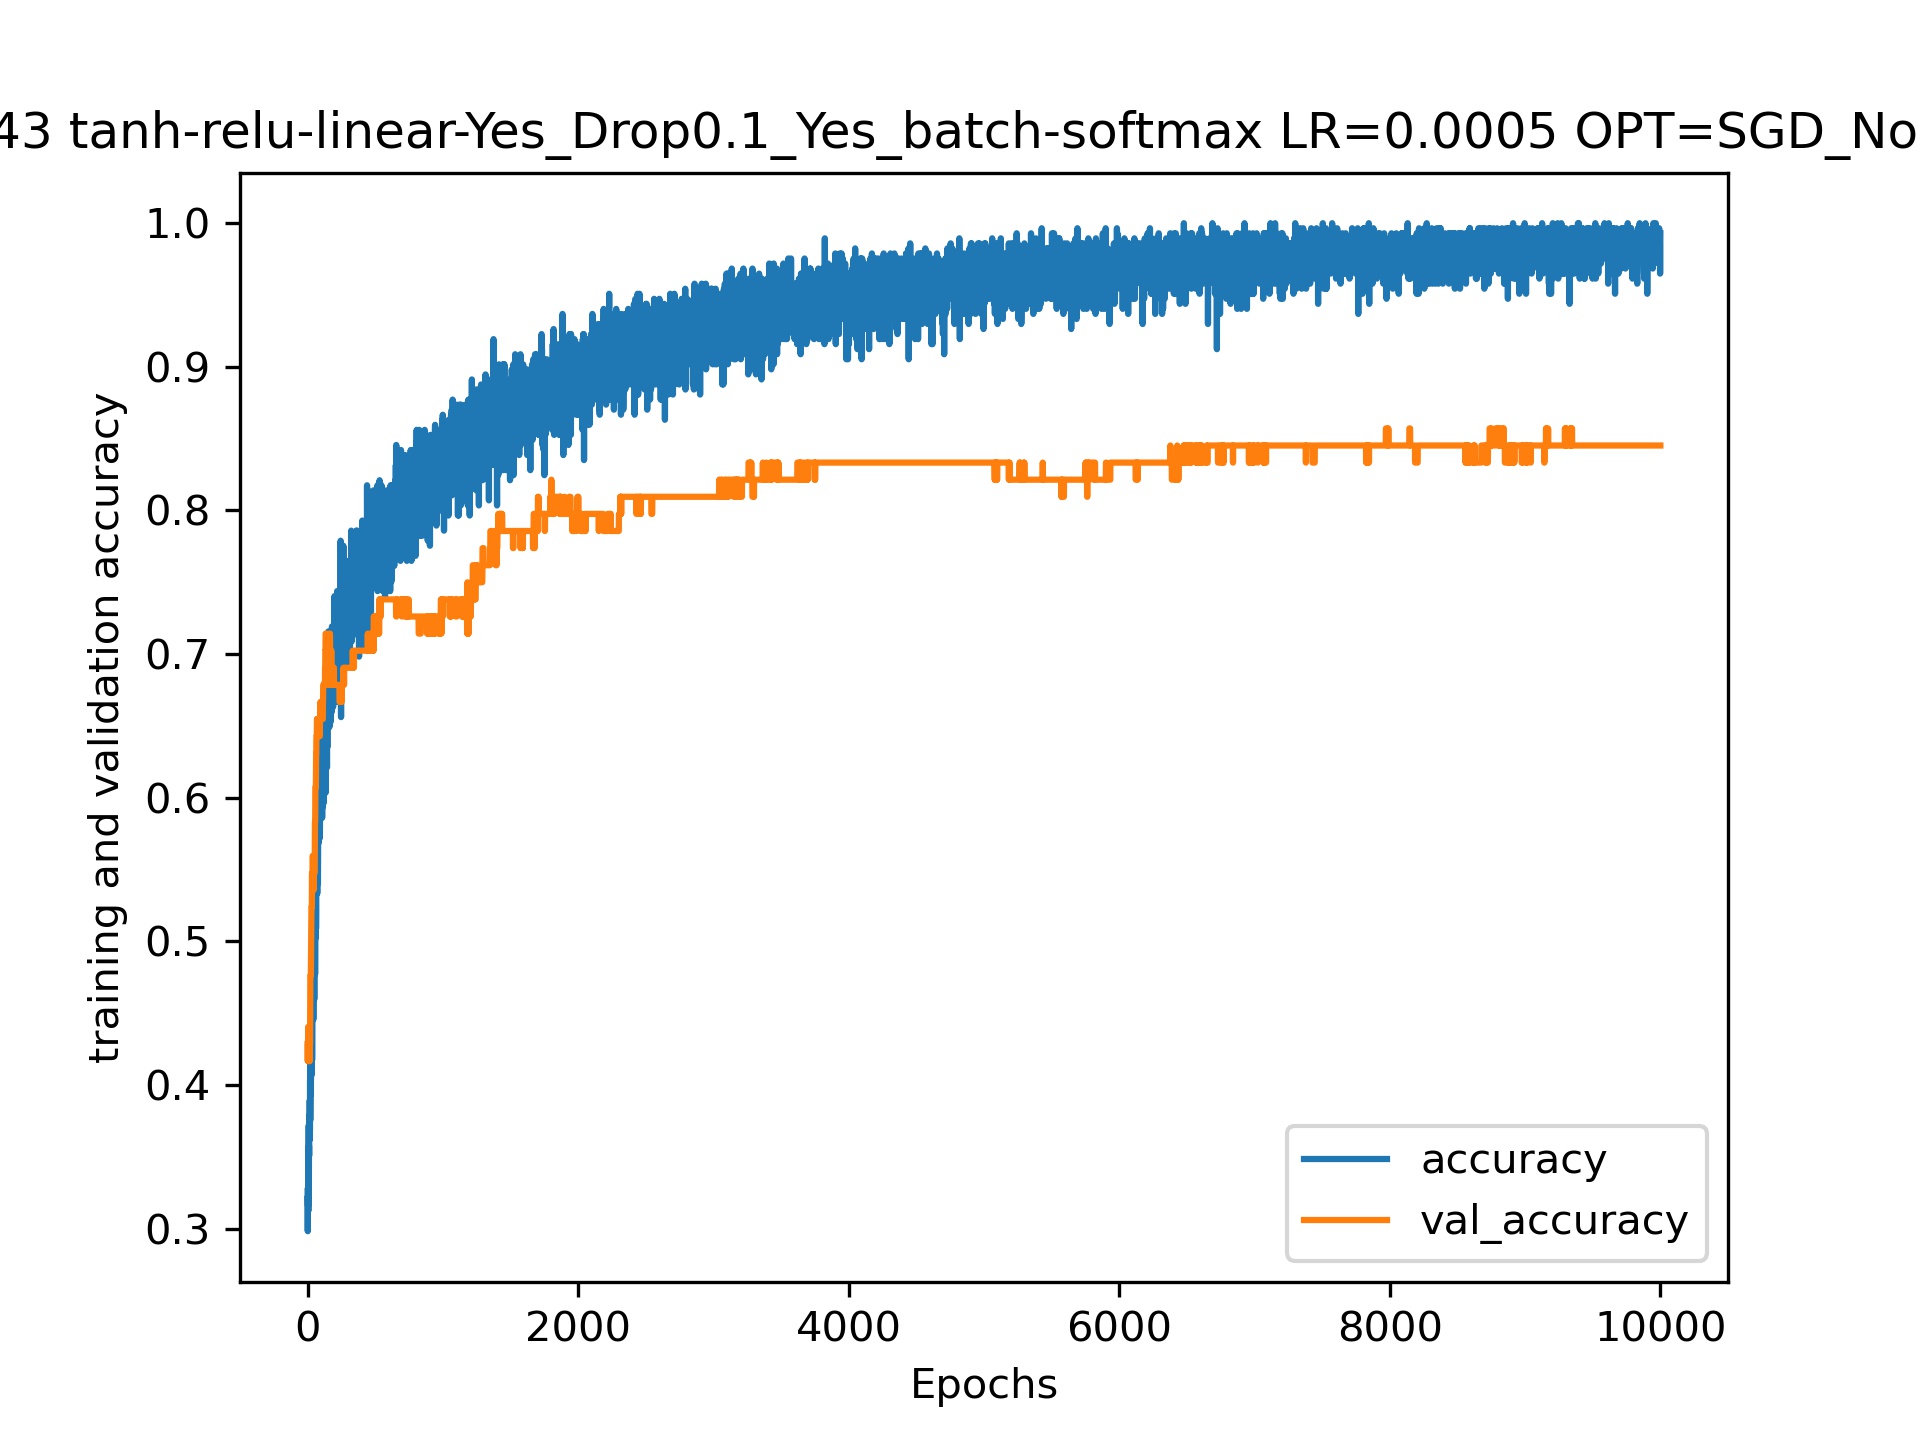 43 tanh-relu-linear-Yes_Drop0.1_Yes_batch-softmax LR=0.0005 OPT=SGD_No
training and validation accuracy
1.0
0.9
0.8
0.7
0.6
0.5
0.4
0.3
accuracy
val_accuracy
0 2000 4000 6000 8000 10000
Epochs